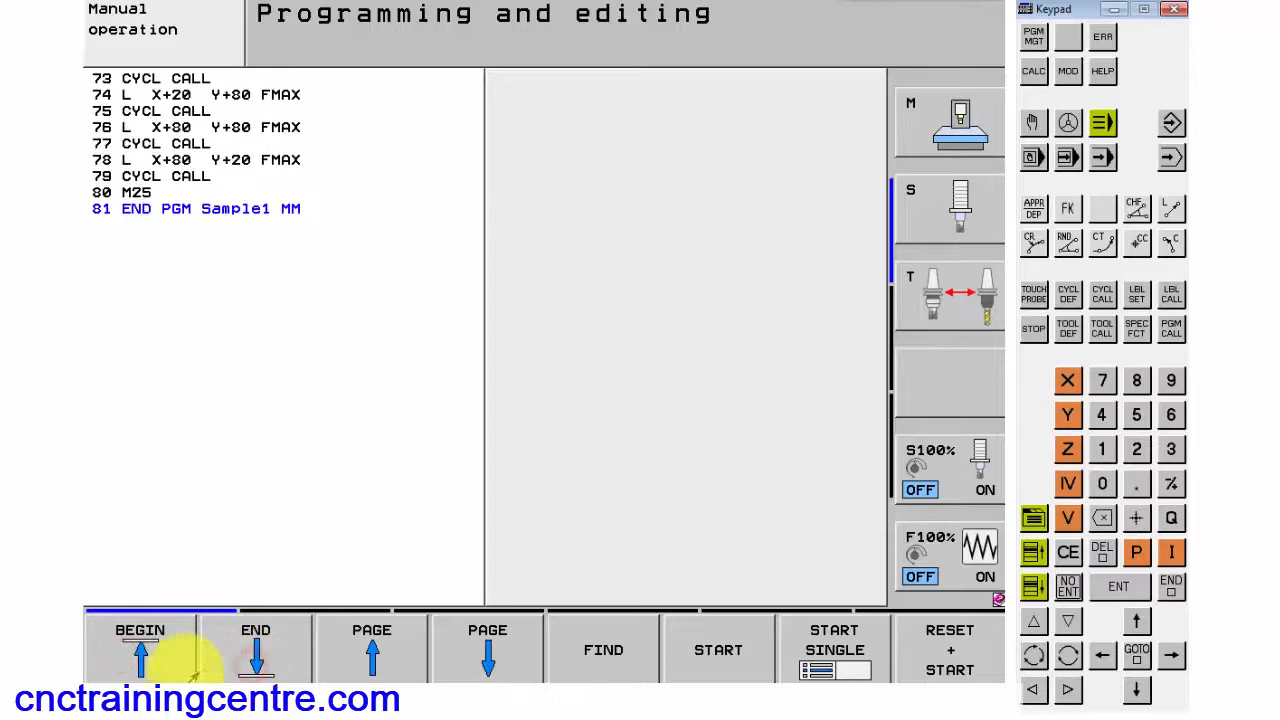 Manual
operation
Programming and editing
73 CYCL CALL
74 L X+20 Y+80 FMAX
75 CYCL CALL
76 L X+80 Y+80 FMAX
77 CYCL CALL
78 L X+80 Y+20 FMAX
79 CYCL CALL
80 M25
81 END PGM Sample1 MM
M
S
T
S100%
OFF ON
F100%
OFF ON
BEGIN
END
PAGE
PAGE
FIND
START
START
SINGLE
RESET
+
START
cnctrainingcentre.com
Keypad
PGM
MGT
ERR
CALC MOD HELP
APPR
DEP
FK
CHF
L
CR
RND
CT
CC
C
TOUCH
PROBE
CYCL
DEF
CYCL
CALL
LBL
SET
LBL
CALL
STOP
TOOL
DEF
TOOL
CALL
SPEC
FCT
PGM
CALL
X 7 8 9
Y 4 5 6
Z 1 2 3
IV 0 .
V Q
CE
DEL
P I
NO
ENT
ENT
END
GOTO